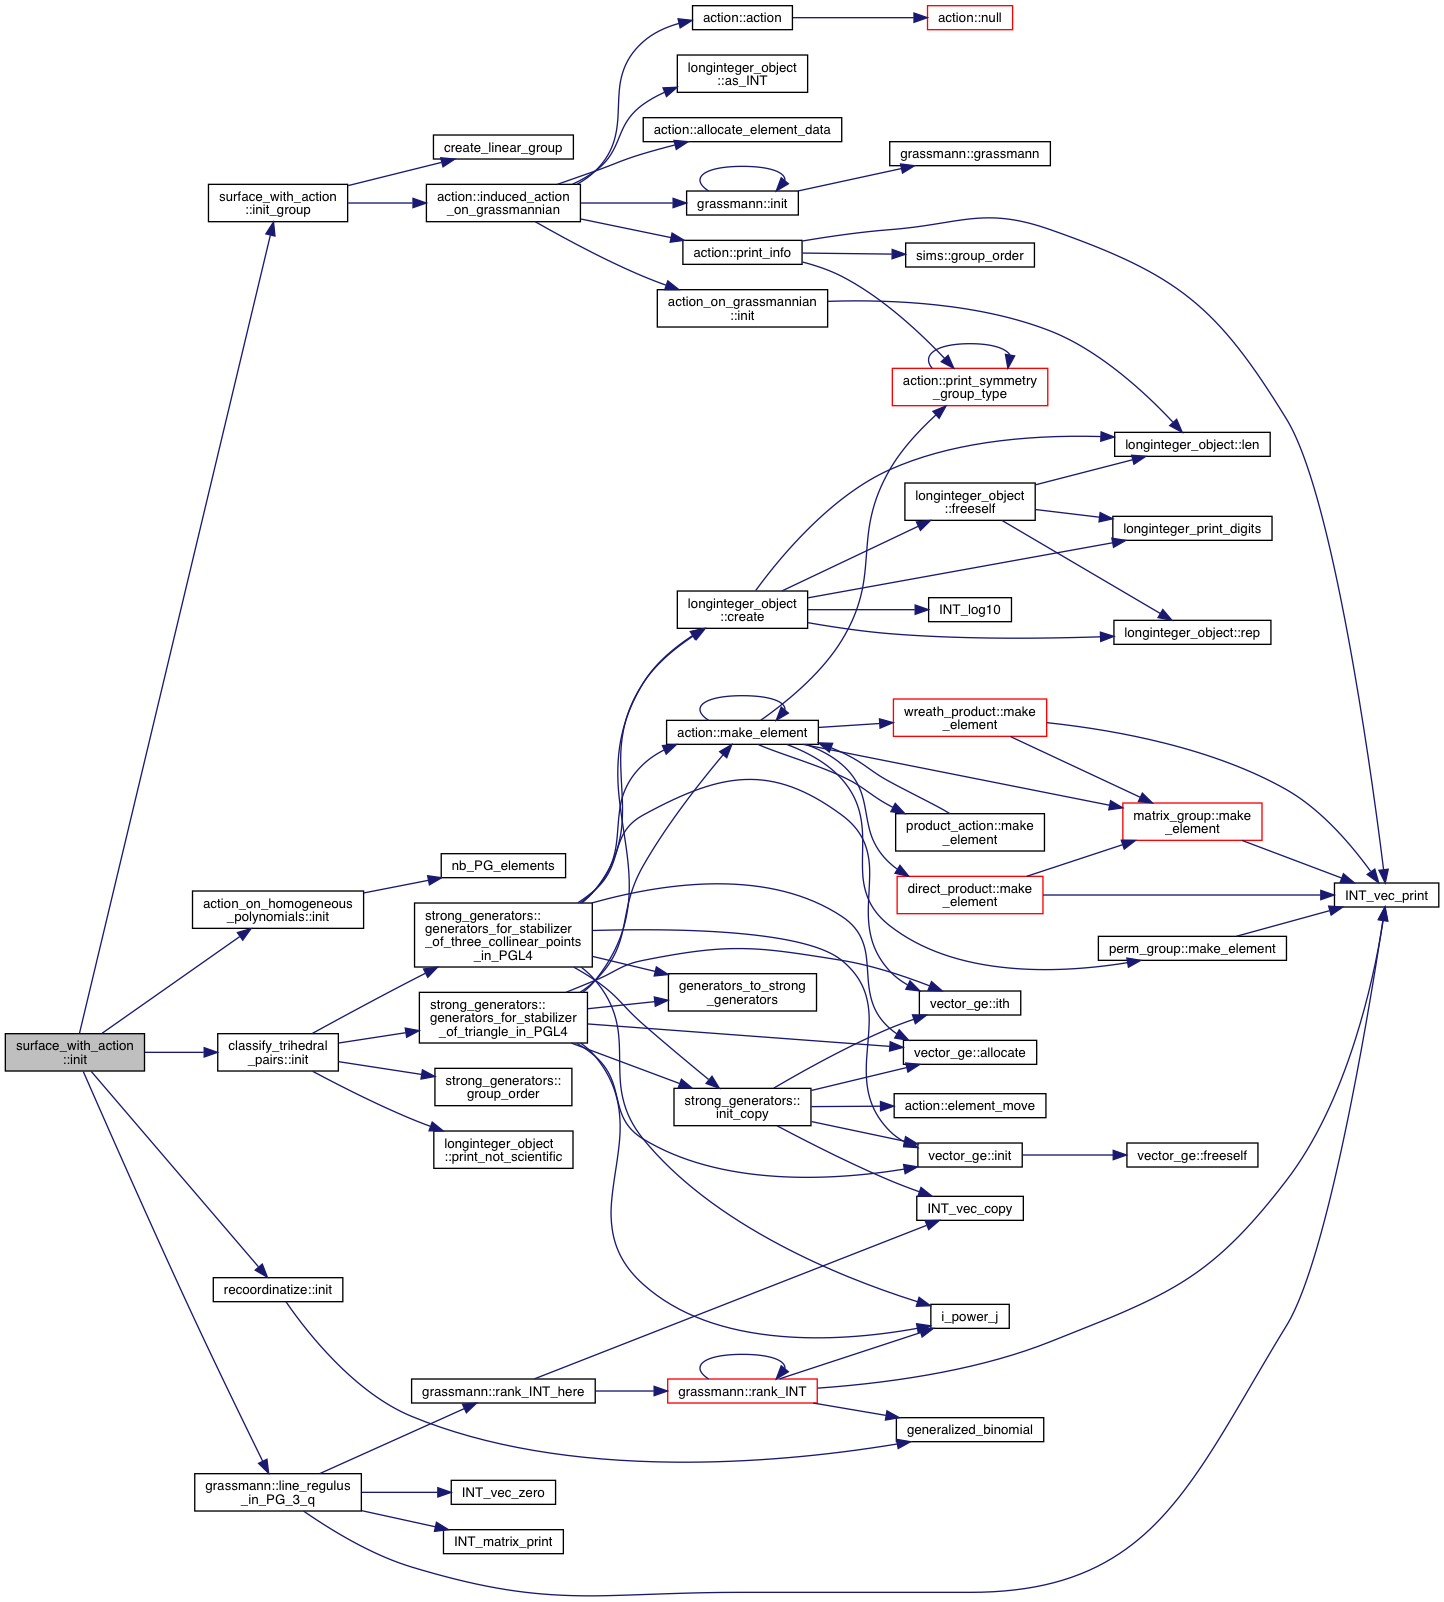 action::action
action::null
longinteger_object
::as_INT
action::allocate_element_data
create_linear_group
grassmann::grassmann
surface_with_action
::init_group
action::induced_action
_on_grassmannian
grassmann::init
action::print_info
sims::group_order
action_on_grassmannian
::init
action::print_symmetry
_group_type
longinteger_object::len
longinteger_object
::freeself
longinteger_print_digits
longinteger_object
::create
INT_log10
longinteger_object::rep
action::make_element
wreath_product::make
_element
product_action::make
_element
matrix_group::make
_element
nb_PG_elements
action_on_homogeneous
_polynomials::init
direct_product::make
_element
INT_vec_print
strong_generators::
generators_for_stabilizer
_of_three_collinear_points
_in_PGL4
perm_group::make_element
generators_to_strong
_generators
vector_ge::ith
strong_generators::
generators_for_stabilizer
_of_triangle_in_PGL4
surface_with_action
::init
classify_trihedral
_pairs::init
vector_ge::allocate
strong_generators::
group_order
strong_generators::
init_copy
action::element_move
longinteger_object
::print_not_scientific
vector_ge::init
vector_ge::freeself
INT_vec_copy
recoordinatize::init
i_power_j
grassmann::rank_INT_here
grassmann::rank_INT
generalized_binomial
grassmann::line_regulus
_in_PG_3_q
INT_vec_zero
INT_matrix_print